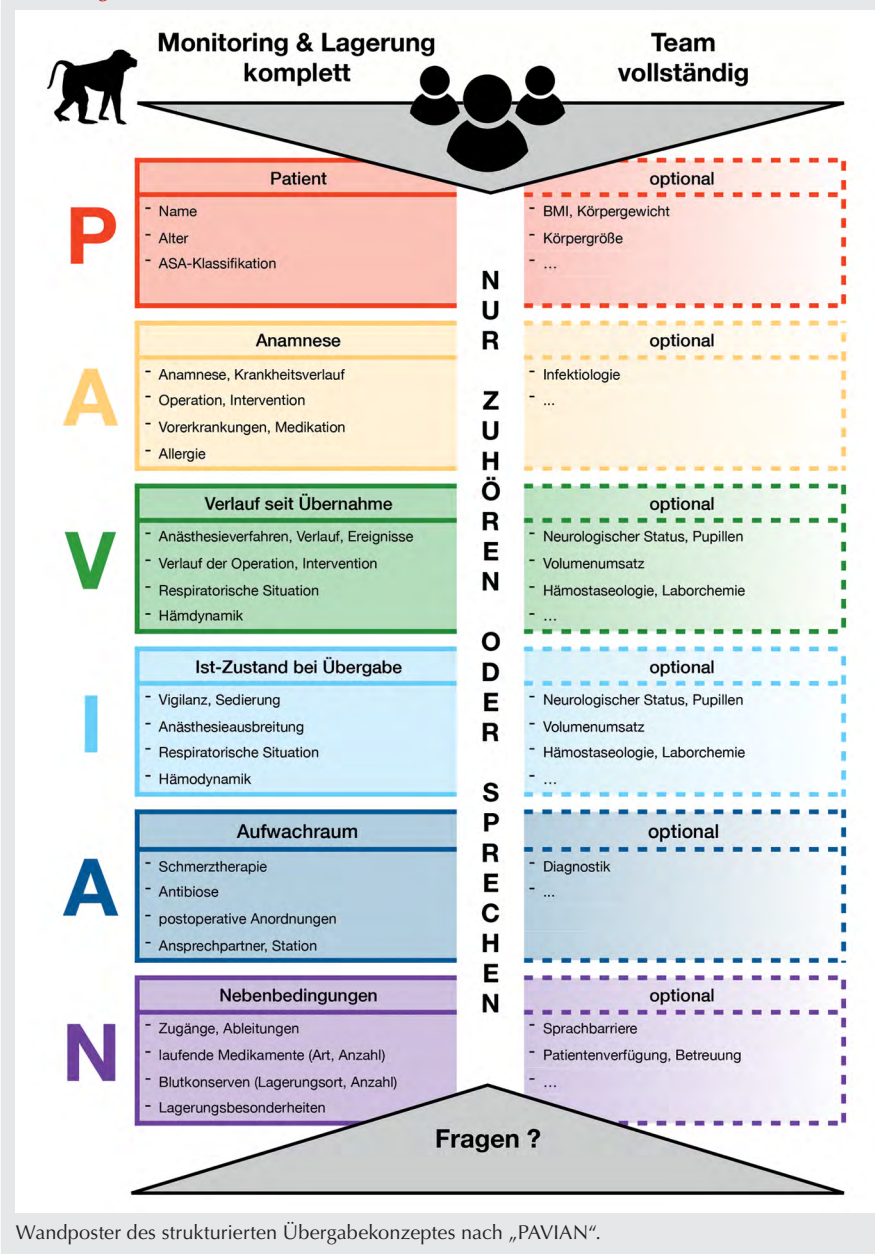 Monitoring & Lagerung
komplett
Team
vollständig
P
Patient
- Name
- Alter
- ASA-Klassifikation
optional
- BMI, Körpergewicht
- Körpergröße
- ...
A
Anamnese
- Anamnese, Krankheitsverlauf
- Operation, Intervention
- Vorerkrankungen, Medikation
- Allergie
optional
- Infektiologie
- ...
V
Verlauf seit Übernahme
- Anästhesieverfahren, Verlauf, Ereignisse
- Verlauf der Operation, Intervention
- Respiratorische Situation
- Hämdynamik
optional
- Neurologischer Status, Pupillen
- Volumenumsatz
- Hämostaseologie, Laborchemie
- ...
I
Ist-Zustand bei Übergabe
- Vigilanz, Sedierung
- Anästhesieausbreitung
- Respiratorische Situation
- Hämodynamik
optional
- Neurologischer Status, Pupillen
- Volumenumsatz
- Hämostaseologie, Laborchemie
- ...
A
Aufwachraum
- Schmerztherapie
- Antibiose
- postoperative Anordnungen
- Ansprechpartner, Station
optional
- Diagnostik
- ...
N
Nebenbedingungen
- Zugänge, Ableitungen
- laufende Medikamente (Art, Anzahl)
- Blutkonserven (Lagerungsort, Anzahl)
- Lagerungsbesonderheiten
optional
- Sprachbarriere
- Patientenverfügung, Betreuung
- ...
NUR ZUHÖREN ODER SPRECHEN
Fragen ?
Wandposter des strukturierten Übergabekonzeptes nach „PAVIAN“.